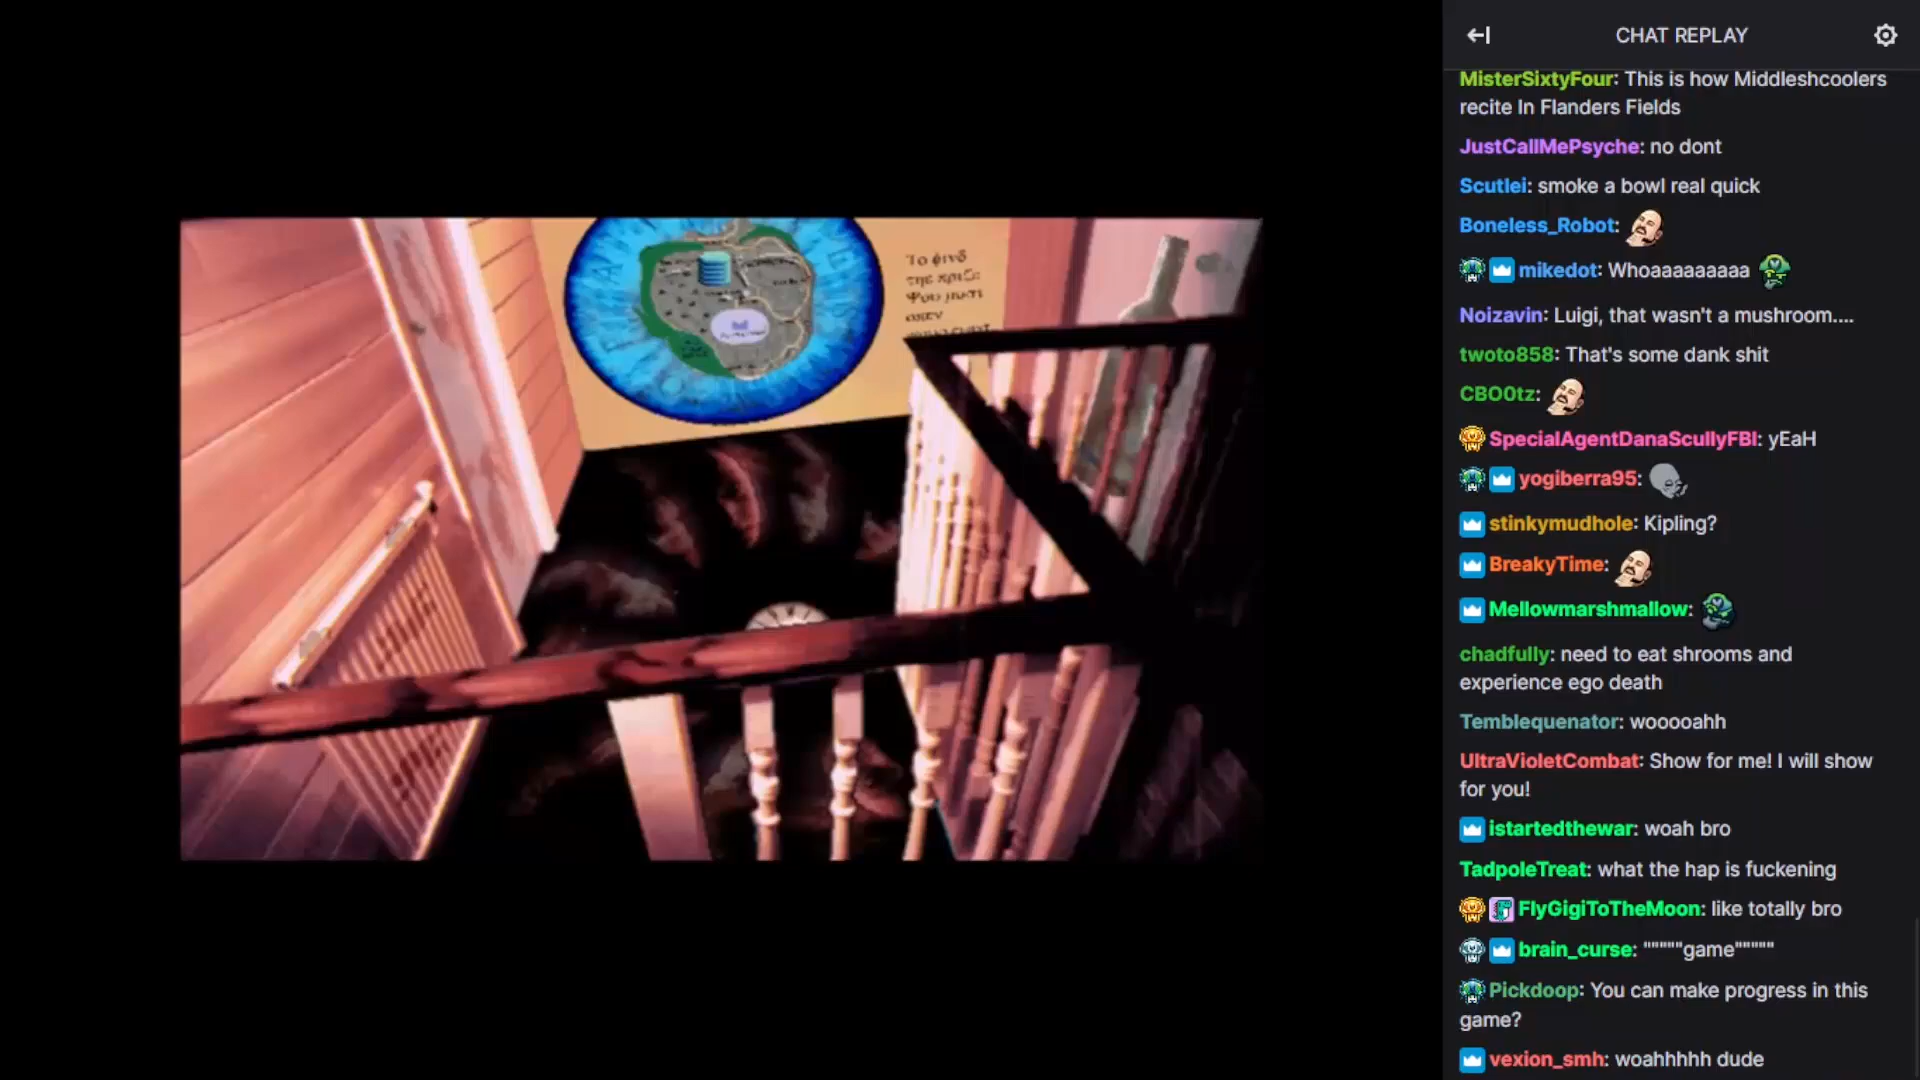 CHAT REPLAY
MisterSixtyFour: This is how Middleshcoolers
recite In Flanders Fields
JustCallMePsyche: no dont
Scutlei: smoke a bowl real quick
Boneless_Robot:
mikedot: Whoaaaaaaaaa
Noizavin: Luigi, that wasn't a mushroom....
twoto858: That's some dank shit
CBO0tz:
SpecialAgentDanaScullyFBI: yEaH
yogiberra95:
stinkymudhole: Kipling?
BreakyTime:
Mellowmarshmallow:
chadfully: need to eat shrooms and
experience ego death
Temblequenator: wooooahh
UltraVioletCombat: Show for me! I will show
for you!
istartedthewar: woah bro
TadpoleTreat: what the hap is fuckening
FlyGigiToTheMoon: like totally bro
brain_curse: """""game"""""
Pickdoop: You can make progress in this
game?
vexion_smh: woahhhhh dude
Το φινδ